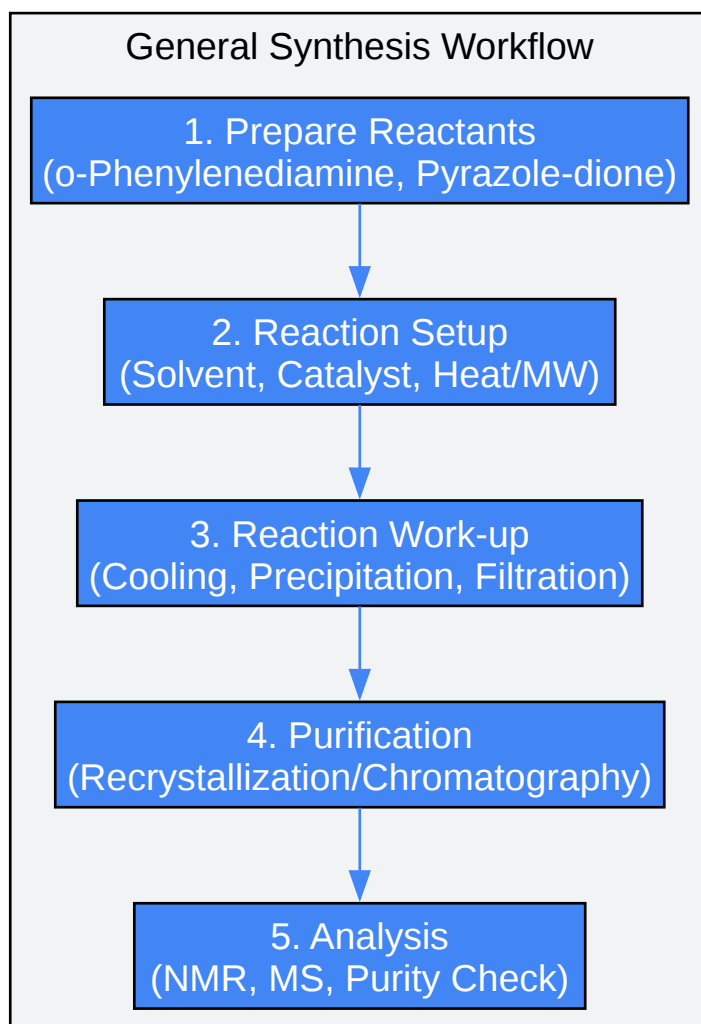 General Synthesis Workflow
1. Prepare Reactants
(o-Phenylenediamine, Pyrazole-dione)
2. Reaction Setup
(Solvent, Catalyst, Heat/MW)
3. Reaction Work-up
(Cooling, Precipitation, Filtration)
4. Purification
(Recrystallization/Chromatography)
5. Analysis
(NMR, MS, Purity Check)